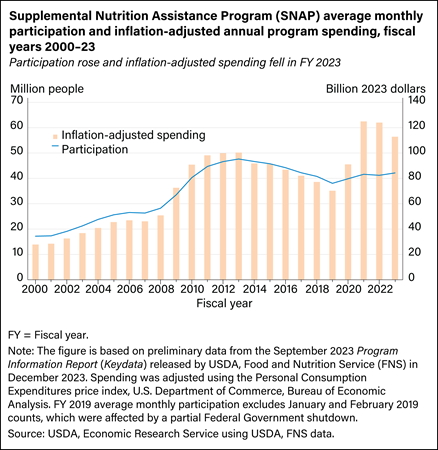 Supplemental Nutrition Assistance Program (SNAP) average monthly
participation and inflation-adjusted annual program spending, fiscal
years 2000–23
Participation rose and inflation-adjusted spending fell in FY 2023
Million people
Billion 2023 dollars
70
60
50
40
30
20
10
0
140
120
100
80
60
40
20
0
Inflation-adjusted spending
Participation
2000 2002 2004 2006 2008 2010 2012 2014 2016 2018 2020 2022
Fiscal year
FY = Fiscal year.
Note: The figure is based on preliminary data from the September 2023 Program
Information Report (Keydata) released by USDA, Food and Nutrition Service (FNS) in
December 2023. Spending was adjusted using the Personal Consumption
Expenditures price index, U.S. Department of Commerce, Bureau of Economic
Analysis. FY 2019 average monthly participation excludes January and February 2019
counts, which were affected by a partial Federal Government shutdown.
Source: USDA, Economic Research Service using USDA, FNS data.